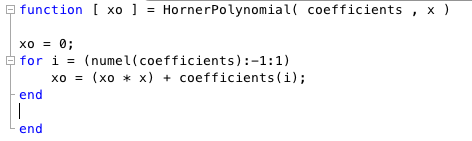 function [ xo ] = HornerPolynomial( coefficients , x )
xo = 0;
for i = (numel(coefficients):-1:1)
xo = (xo * x) + coefficients(i);
end
end